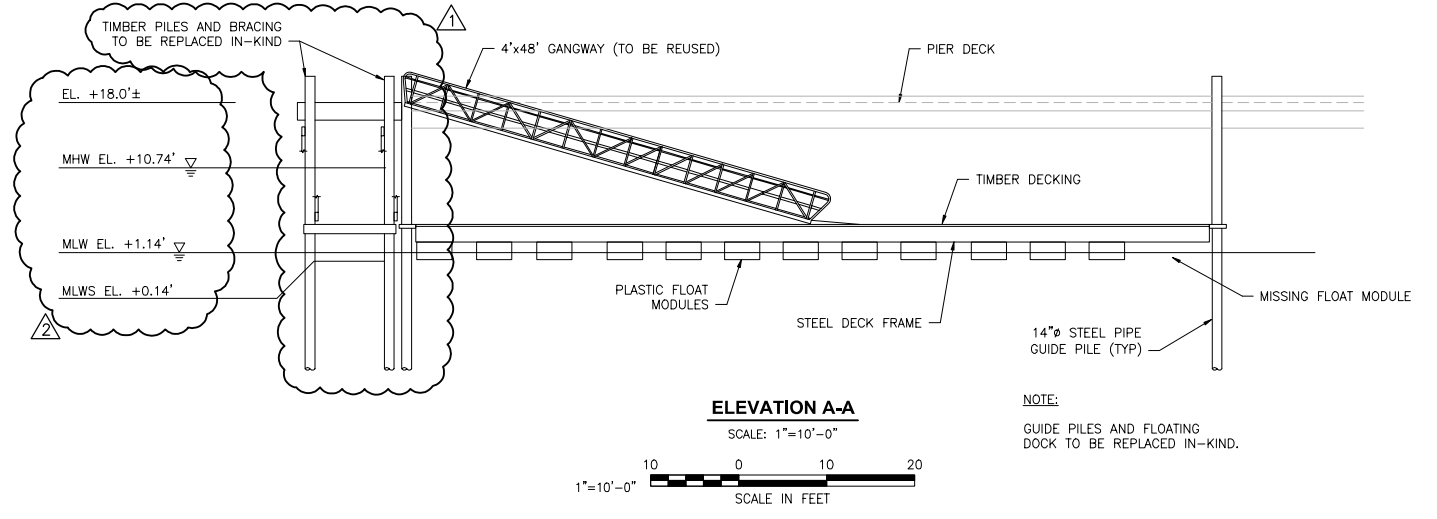 TIMBER PILES AND BRACING
TO BE REPLACED IN-KIND
1
4'x48' GANGWAY (TO BE REUSED)
PIER DECK
EL. +18.0'±
MHW EL. +10.74'
TIMBER DECKING
MLW EL. +1.14'
MLWS EL. +0.14'
2
PLASTIC FLOAT
MODULES
STEEL DECK FRAME
MISSING FLOAT MODULE
14"ø STEEL PIPE
GUIDE PILE (TYP)
ELEVATION A-A
SCALE: 1"=10'-0"
NOTE:
GUIDE PILES AND FLOATING
DOCK TO BE REPLACED IN-KIND.
10 0 10 20
1"=10'-0"
SCALE IN FEET